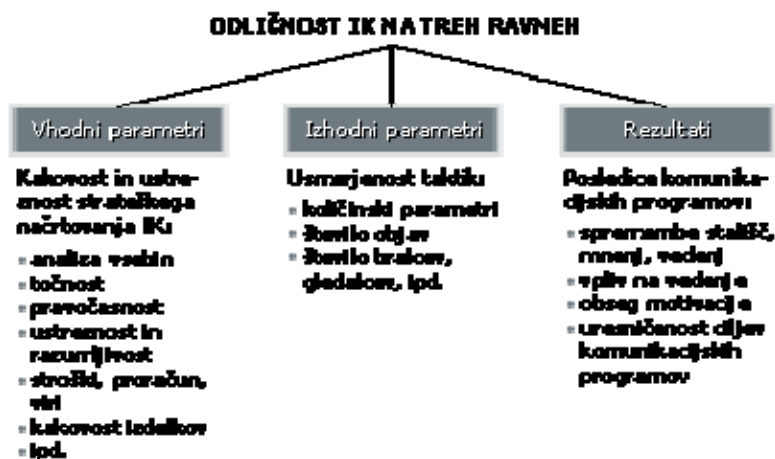 ODLIČNOST IK NA TREH RAVNEH
Vhodni parametri
Kakovost in ustre-
znost strateškega
načrtovanja IK:
analiza vsebin
točnost
pravočasnost
ustreznost in
razumljivost
stroški, proračun,
viri
kakovost izdelkov
ipd.
Izhodni parametri
Usmerjenost taktik:
količinski parametri
število objav
število bralcev,
gledalcev, ipd.
Rezultati
Posledice komunika-
cijskih programov:
sprememba stališč,
mnenj, vedenj
vpliv na vedenje
obseg motivacije
uresničenost ciljev
komunikacijskih
programov